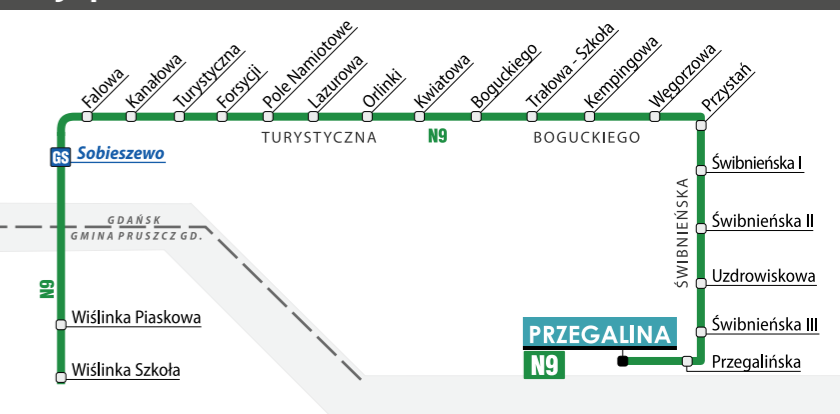 Falowa
Kanałowa
Turystyczna
Forsycji
Pole Namiotowe
Lazurowa
Orlinki
Kwiatowa
Boguckiego
Trałowa - Szkoła
Kempingowa
Węgorzowa
Przystań
TURYSTYCZNA
N9
BOGUCKIEGO
GS Sobieszewo
Świbnieńska I
ŚWIBNIEŃSKA
Świbnieńska II
GDAŃSK
GMINA PRUSZCZ GD.
N9
Uzdrowiskowa
Wiślinka Piaskowa
Świbnieńska III
PRZEGALINA
N9
Przegalińska
Wiślinka Szkoła